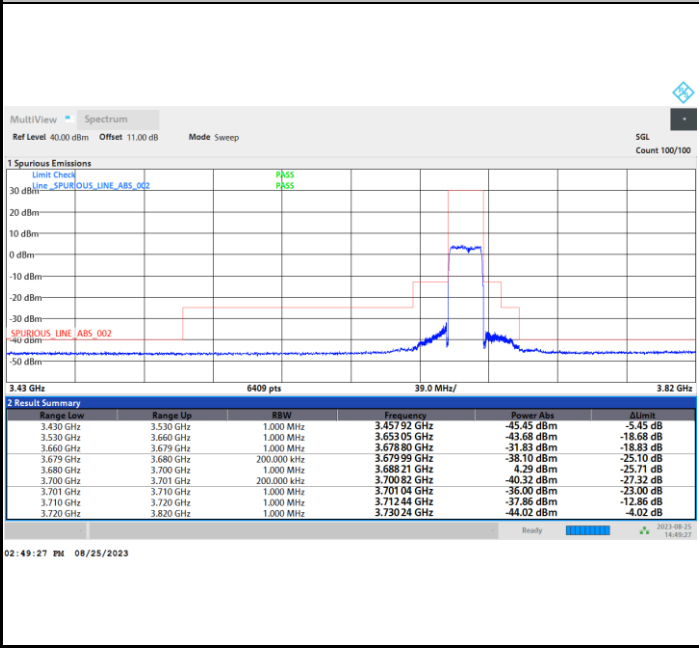 MultiView Spectrum
Ref Level 40.00 dBm Offset 11.00 dB Mode Sweep SGL
Count 100/100
1 Spurious Emissions
Limit Check PASS
Line _SPURIOUS_LINE_ABS_002 PASS
30 dBm
20 dBm
10 dBm
0 dBm
-10 dBm
-20 dBm
-30 dBm
SPURIOUS_LINE_ABS_002
-40 dBm
-50 dBm
3.43 GHz 6409 pts 39.0 MHz/ 3.82 GHz
2 Result Summary
Range Low Range Up RBW Frequency Power Abs ΔLimit
3.430 GHz 3.530 GHz 1.000 MHz 3.457 92 GHz -45.45 dBm -5.45 dB
3.530 GHz 3.660 GHz 1.000 MHz 3.653 05 GHz -43.68 dBm -18.68 dB
3.660 GHz 3.679 GHz 1.000 MHz 3.678 80 GHz -31.83 dBm -18.83 dB
3.679 GHz 3.680 GHz 200.000 kHz 3.679 99 GHz -38.10 dBm -25.10 dB
3.680 GHz 3.700 GHz 1.000 MHz 3.688 21 GHz 4.29 dBm -25.71 dB
3.700 GHz 3.701 GHz 200.000 kHz 3.700 82 GHz -40.32 dBm -27.32 dB
3.701 GHz 3.710 GHz 1.000 MHz 3.701 04 GHz -36.00 dBm -23.00 dB
3.710 GHz 3.720 GHz 1.000 MHz 3.712 44 GHz -37.86 dBm -12.86 dB
3.720 GHz 3.820 GHz 1.000 MHz 3.730 24 GHz -44.02 dBm -4.02 dB
Ready 2023-08-25
14:49:27
02:49:27 PM 08/25/2023